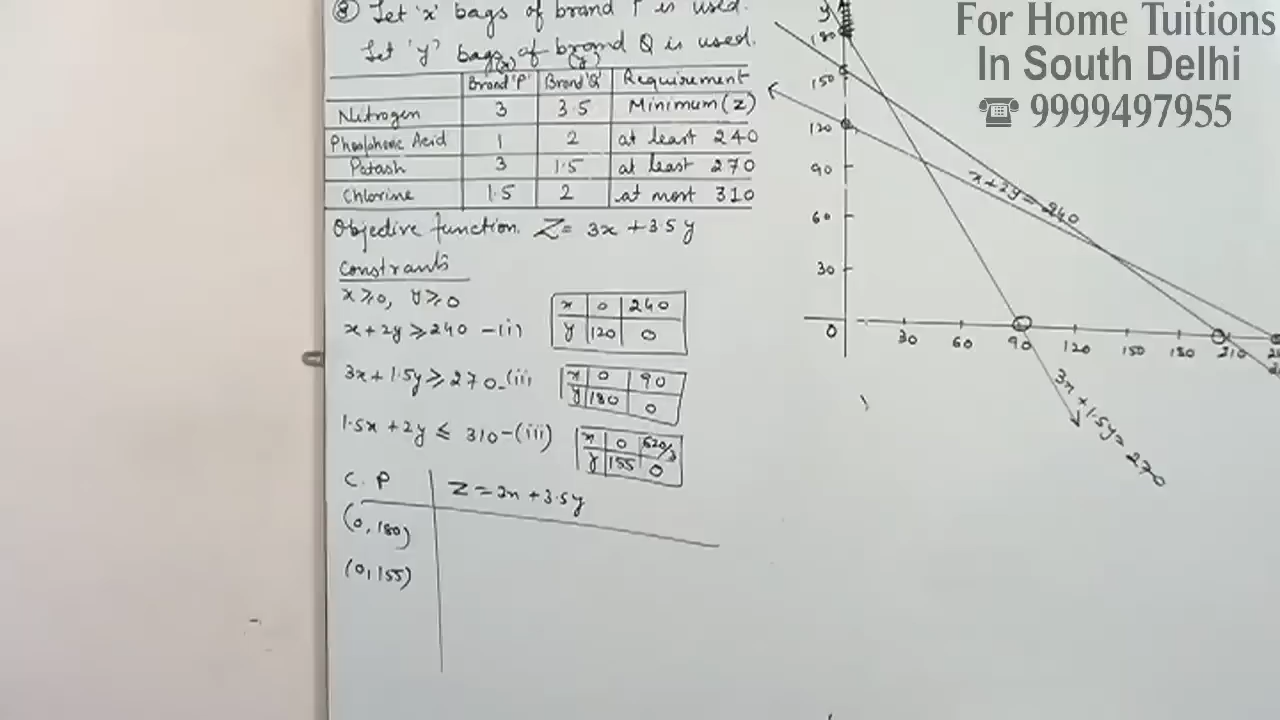 ⑧ Let 'x' bags of brand P is used.
Let 'y' bags of brand Q is used.
(x) (y)
Brand 'P' Brand 'Q' Requirement
Nitrogen 3 3.5 Minimum (Z)
Phosphoric Acid 1 2 at least 240
Potash 3 1.5 at least 270
Chlorine 1.5 2 at most 310
Objective function. Z = 3x + 3.5y
Constraints
x ≥ 0, y ≥ 0
x + 2y ≥ 240 – (i)
x 0 240
y 120 0
3x + 1.5y ≥ 270 – (ii)
x 0 90
y 180 0
1.5x + 2y ≤ 310 – (iii)
x 0 620/3
y 155 0
C.P Z = 3x + 3.5y
(0, 180)
(0, 155)
y
180
150
120
90
60
30
0 30 60 90 120 150 180 210
x + 2y = 240
3x + 1.5y = 270
For Home Tuitions
In South Delhi
☎ 9999497955